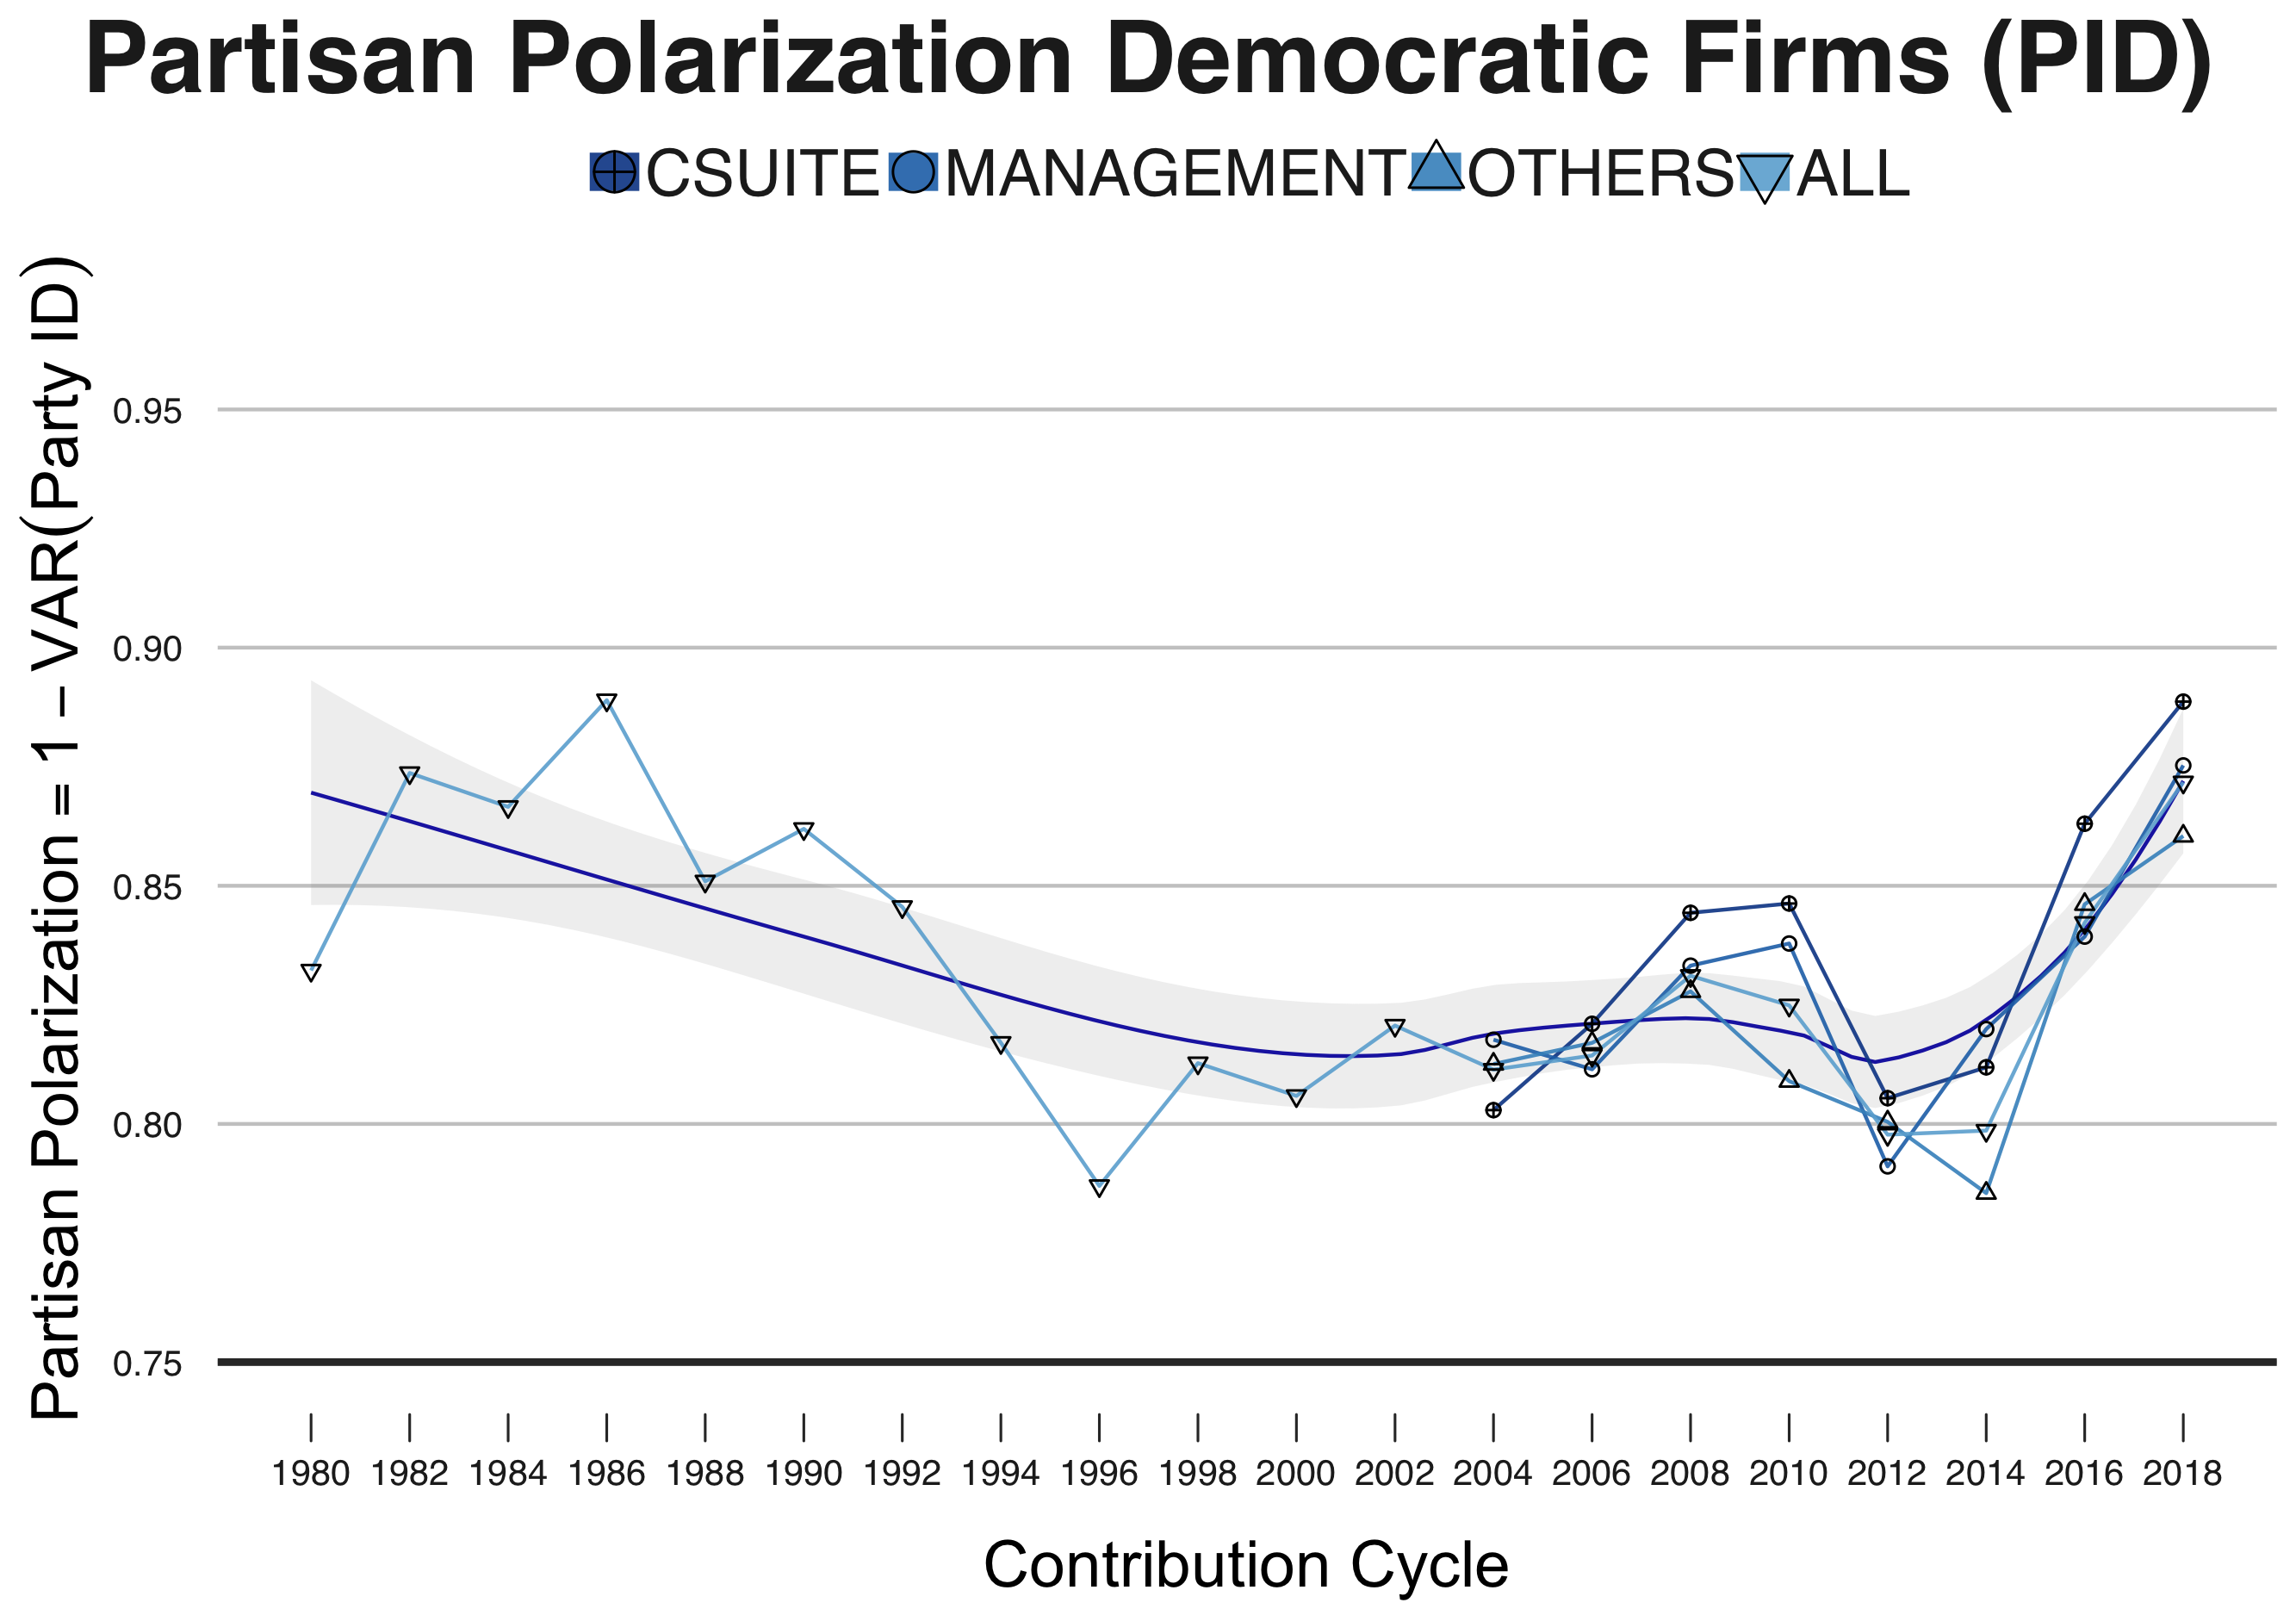 Partisan Polarization Democratic Firms (PID)
CSUITE MANAGEMENT OTHERS ALL
Partisan Polarization = 1 − VAR(Party ID)
0.95
0.90
0.85
0.80
0.75
1980 1982 1984 1986 1988 1990 1992 1994 1996 1998 2000 2002 2004 2006 2008 2010 2012 2014 2016 2018
Contribution Cycle